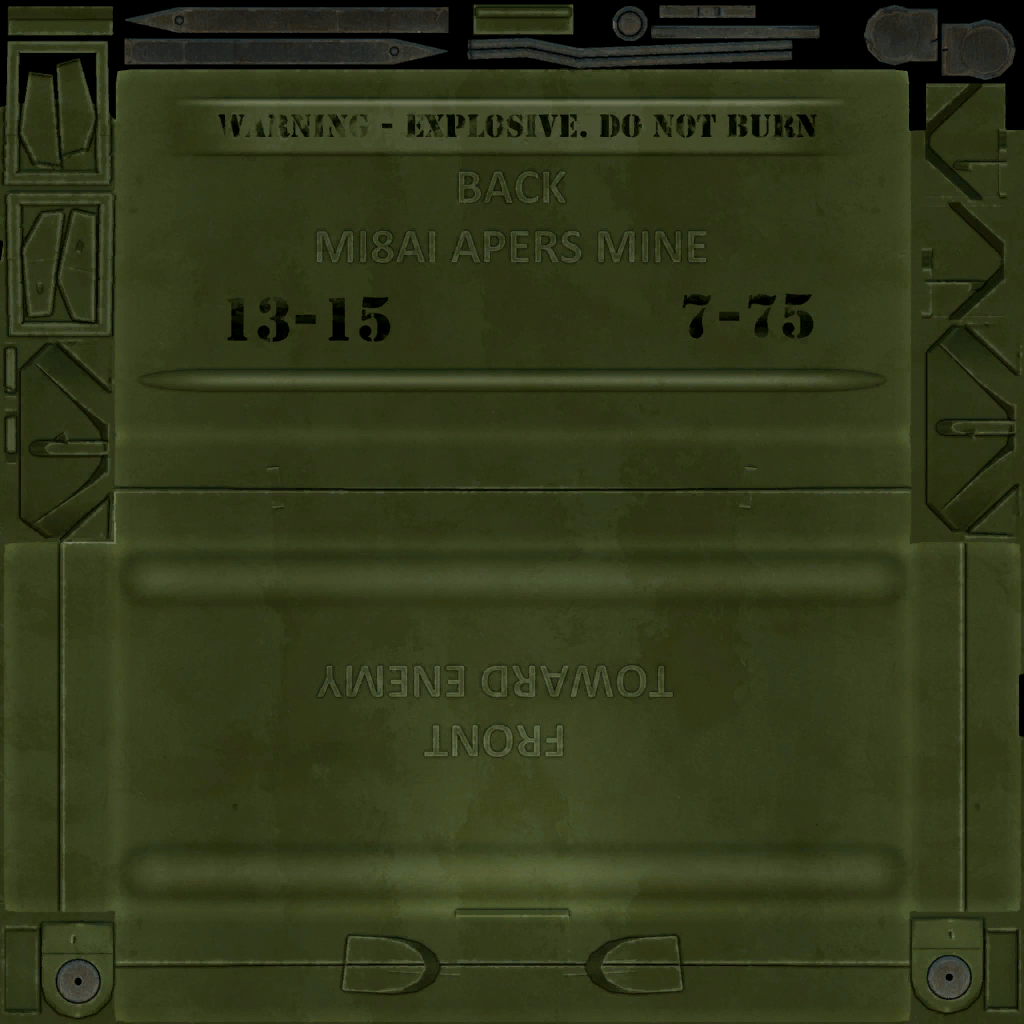 WARNING - EXPLOSIVE. DO NOT BURN
BACK
MI8AI APERS MINE
13-15 7-75
FRONT
TOWARD ENEMY